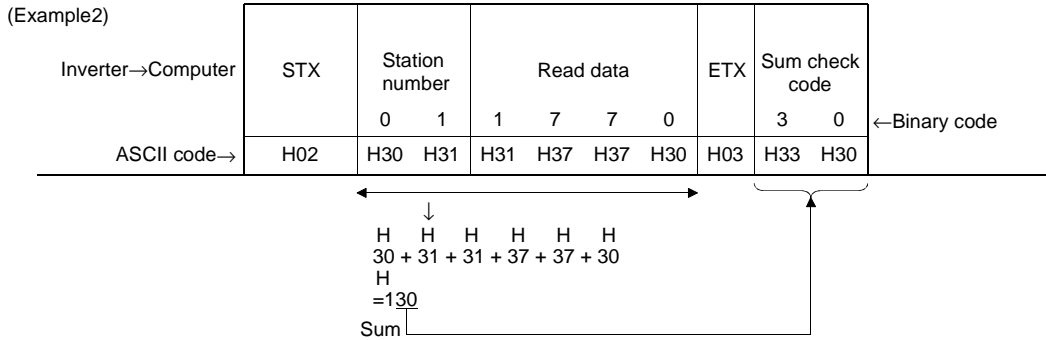 (Example2)
Inverter→Computer STX Station number Read data ETX Sum check code
0 1 1 7 7 0 3 0 ←Binary code
ASCII code→ H02 H30 H31 H31 H37 H37 H30 H03 H33 H30
↓
H H H H H H
30 + 31 + 31 + 37 + 37 + 30
H
=130
Sum